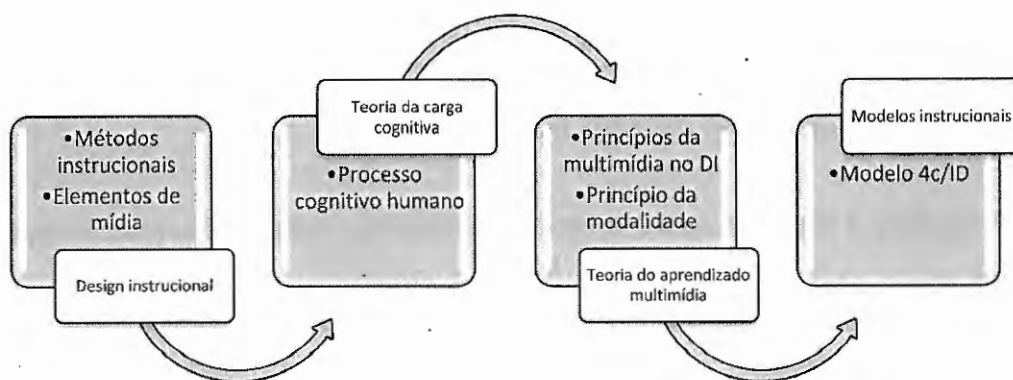 •Métodos
instrucionais
•Elementos de
mídia
Design instrucional
Teoria da carga
cognitiva
•Processo
cognitivo humano
•Princípios da
multimídia no DI
•Princípio da
modalidade
Teoria do aprendizado
multimídia
Modelos instrucionais
•Modelo 4c/ID